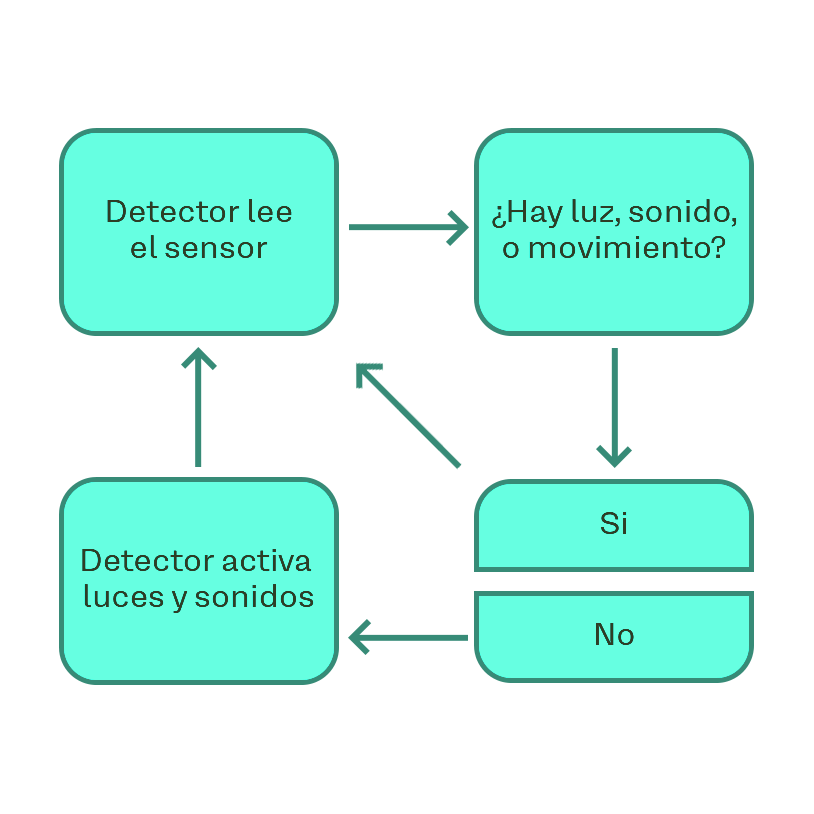 Detector lee
el sensor
¿Hay luz, sonido,
o movimiento?
Si
No
Detector activa
luces y sonidos